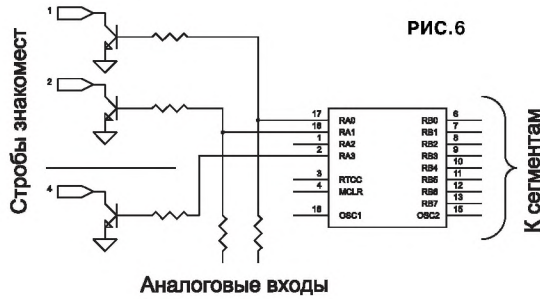 РИС.6
Стробы знакомест
1
2
4
17 RA0
18 RA1
1 RA2
2 RA3
3 RTCC
4 MCLR
16 OSC1
RB0 6
RB1 7
RB2 8
RB3 9
RB4 10
RB5 11
RB6 12
RB7 13
OSC2 15
К сегментам
Аналоговые входы